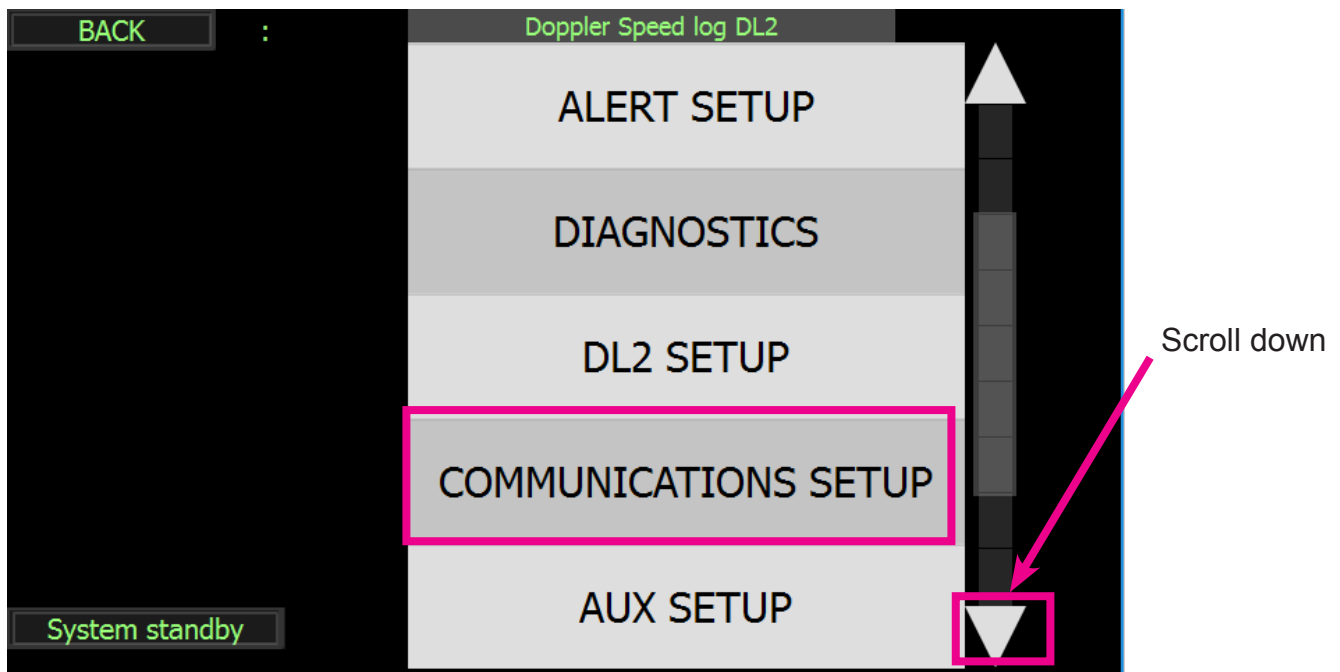 BACK : Doppler Speed log DL2
ALERT SETUP
DIAGNOSTICS
DL2 SETUP
Scroll down
COMMUNICATIONS SETUP
AUX SETUP
System standby